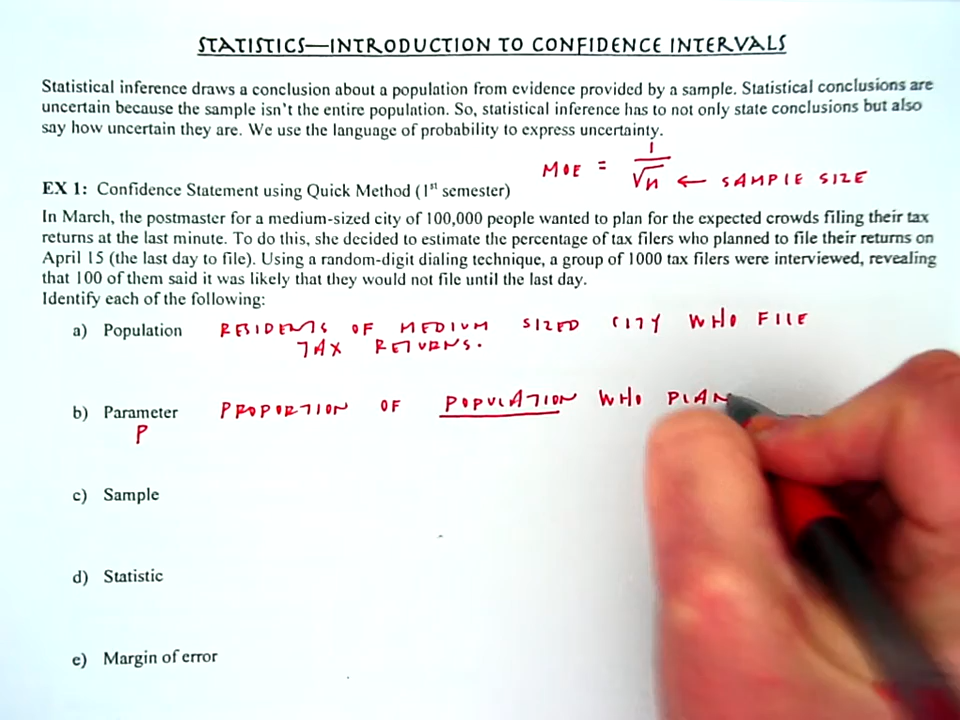 STATISTICS—INTRODUCTION TO CONFIDENCE INTERVALS
Statistical inference draws a conclusion about a population from evidence provided by a sample. Statistical conclusions are
uncertain because the sample isn't the entire population. So, statistical inference has to not only state conclusions but also
say how uncertain they are. We use the language of probability to express uncertainty.
MOE = 1/√n ← SAMPLE SIZE
EX 1: Confidence Statement using Quick Method (1st semester)
In March, the postmaster for a medium-sized city of 100,000 people wanted to plan for the expected crowds filing their tax
returns at the last minute. To do this, she decided to estimate the percentage of tax filers who planned to file their returns on
April 15 (the last day to file). Using a random-digit dialing technique, a group of 1000 tax filers were interviewed, revealing
that 100 of them said it was likely that they would not file until the last day.
Identify each of the following:
a) Population RESIDENTS OF MEDIUM SIZED CITY WHO FILE
TAX RETURNS.
b) Parameter PROPORTION OF POPULATION WHO PLAN
P
c) Sample
d) Statistic
e) Margin of error